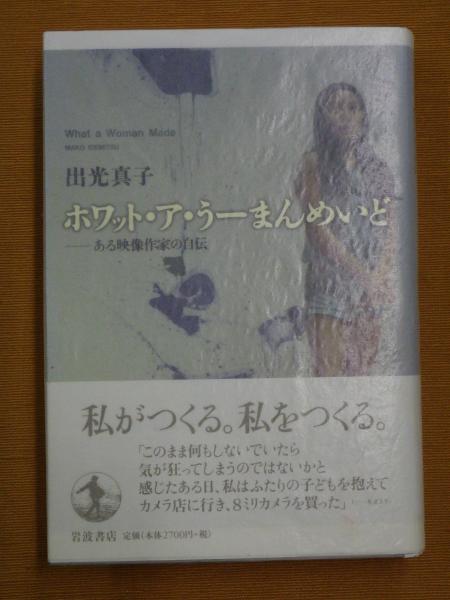 What a Woman Made
MAKO IDEMITSU
出光真子
ホワット・ア・うーまんめいど
——ある映像作家の自伝
私がつくる。私をつくる。
「このまま何もしないでいたら
気が狂ってしまうのではないかと
感じたある日、私はふたりの子どもを抱えて
カメラ店に行き、8ミリカメラを買った」
岩波書店 定価(本体2700円+税)